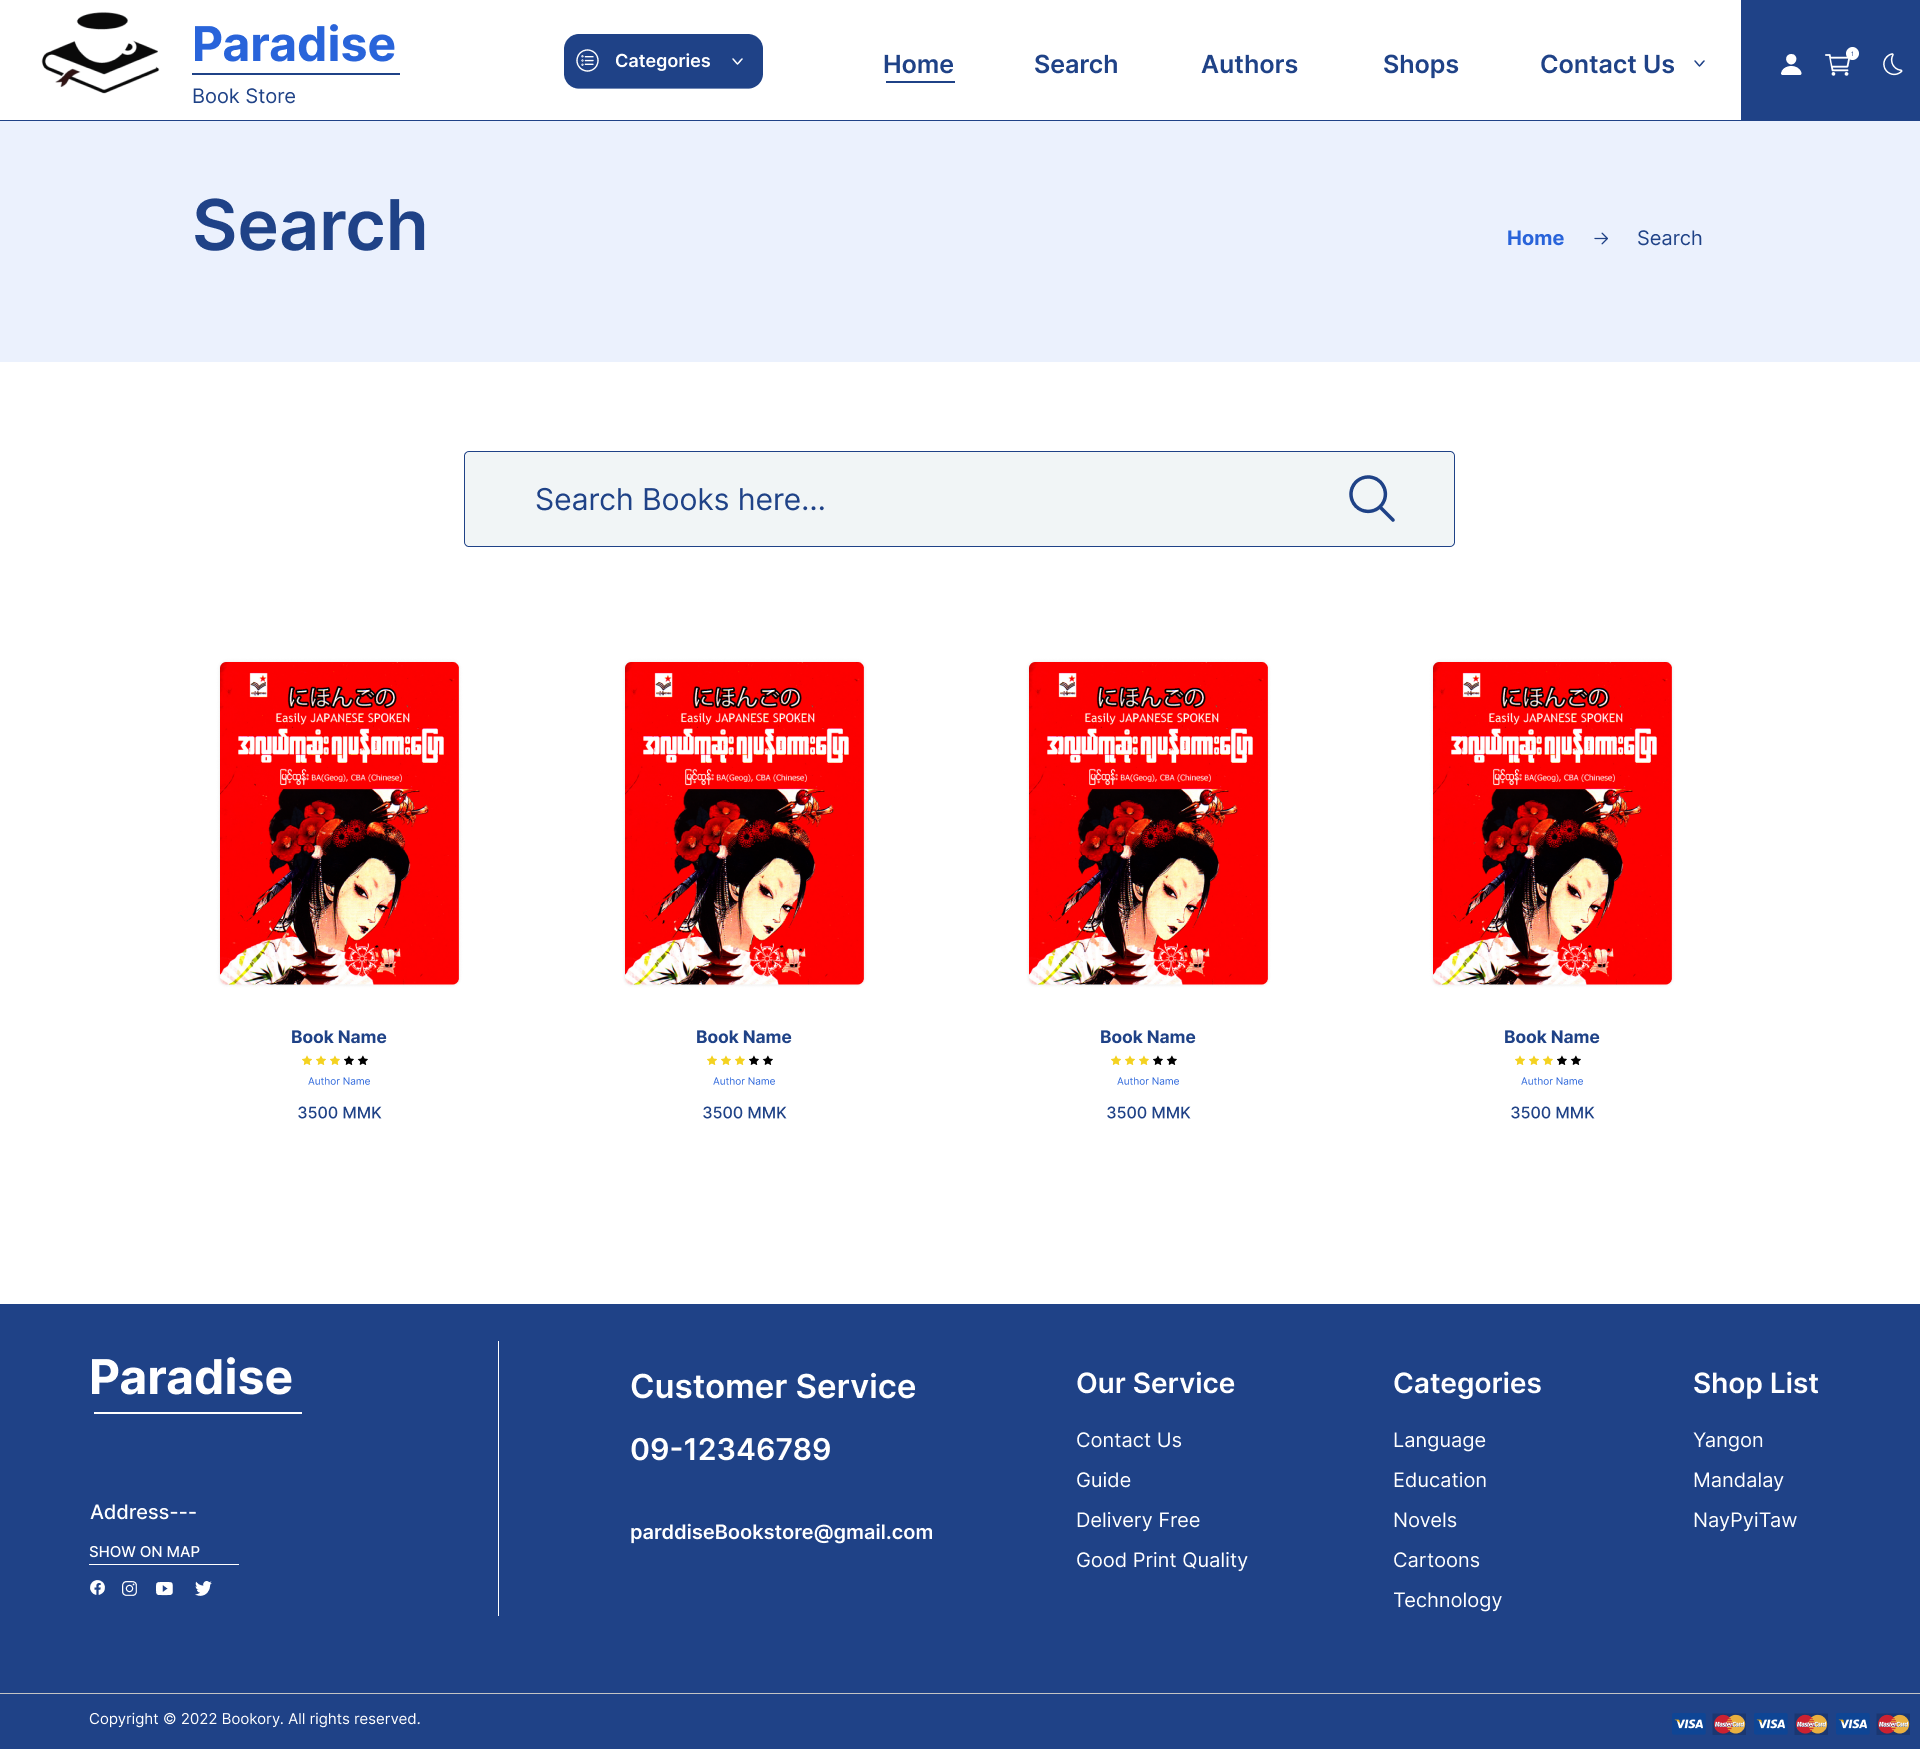 Paradise
Book Store
Categories
Home
Search
Authors
Shops
Contact Us
1
Search
Home → Search
Search Books here...
にほんごの
Easily JAPANESE SPOKEN
အလွယ်ကူဆုံး ဂျပန်စကားပြော
မြင့်ထွန်း BA(Geog), CBA (Chinese)
にほんごの
Easily JAPANESE SPOKEN
အလွယ်ကူဆုံး ဂျပန်စကားပြော
မြင့်ထွန်း BA(Geog), CBA (Chinese)
にほんごの
Easily JAPANESE SPOKEN
အလွယ်ကူဆုံး ဂျပန်စကားပြော
မြင့်ထွန်း BA(Geog), CBA (Chinese)
にほんごの
Easily JAPANESE SPOKEN
အလွယ်ကူဆုံး ဂျပန်စကားပြော
မြင့်ထွန်း BA(Geog), CBA (Chinese)
Book Name
Author Name
3500 MMK
Book Name
Author Name
3500 MMK
Book Name
Author Name
3500 MMK
Book Name
Author Name
3500 MMK
Paradise
Address---
SHOW ON MAP
Customer Service
09-12346789
parddiseBookstore@gmail.com
Our Service
Contact Us
Guide
Delivery Free
Good Print Quality
Categories
Language
Education
Novels
Cartoons
Technology
Shop List
Yangon
Mandalay
NayPyiTaw
Copyright © 2022 Bookory. All rights reserved.
VISA MasterCard VISA MasterCard VISA MasterCard